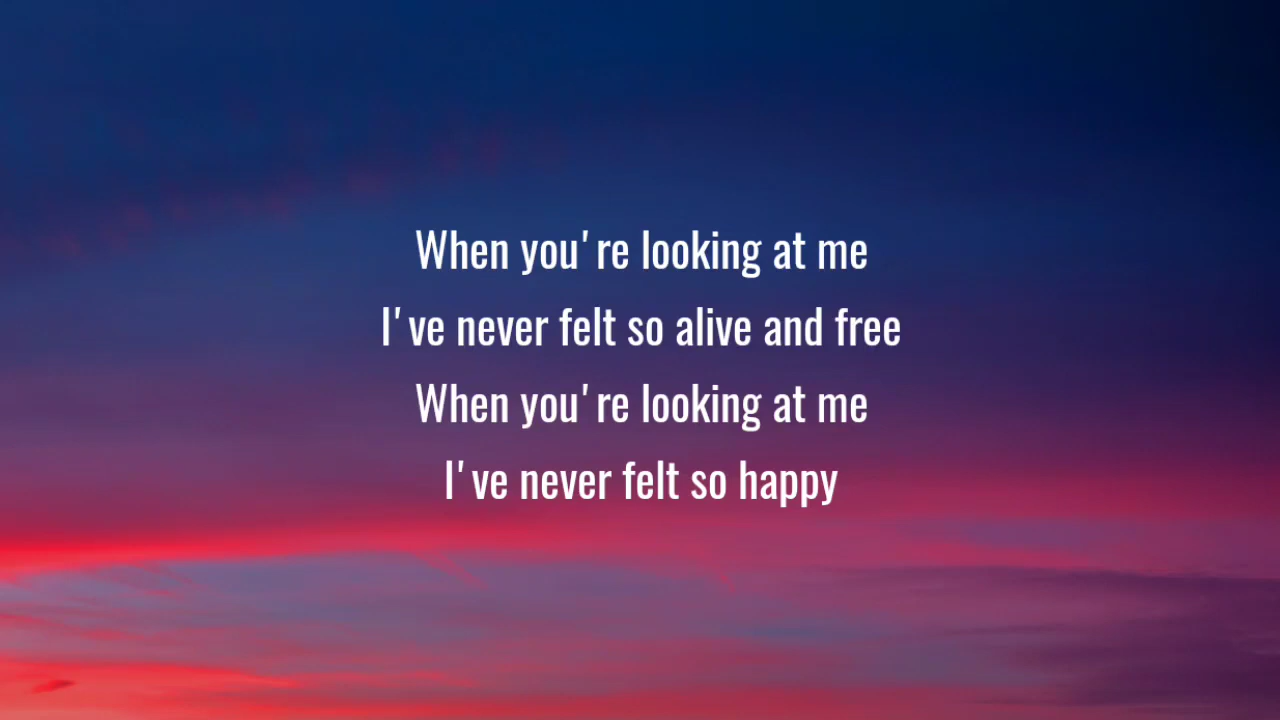 When you're looking at me
I've never felt so alive and free
When you're looking at me
I've never felt so happy